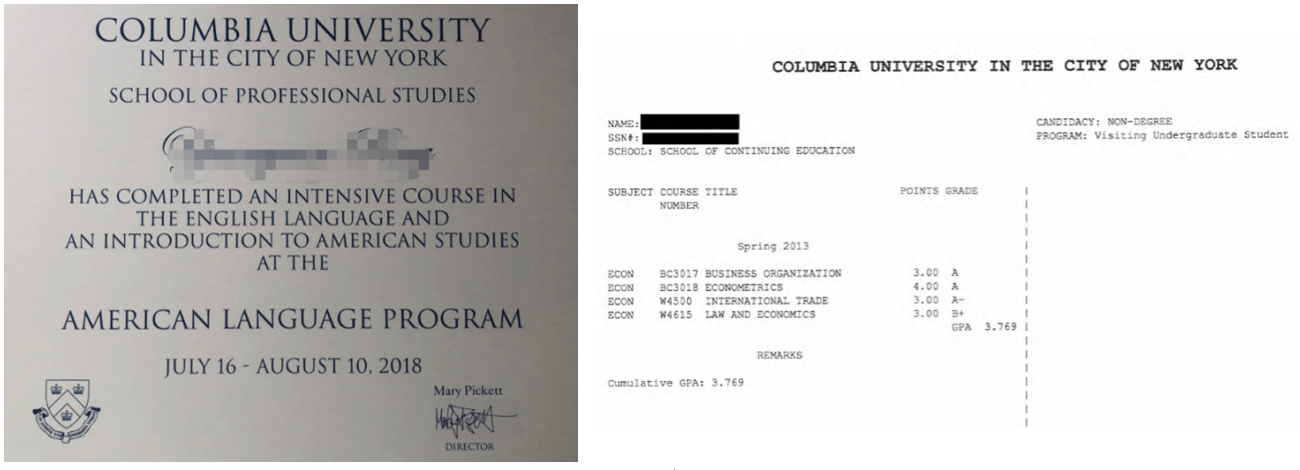 COLUMBIA UNIVERSITY
IN THE CITY OF NEW YORK
SCHOOL OF PROFESSIONAL STUDIES
HAS COMPLETED AN INTENSIVE COURSE IN
THE ENGLISH LANGUAGE AND
AN INTRODUCTION TO AMERICAN STUDIES
AT THE
AMERICAN LANGUAGE PROGRAM
JULY 16 - AUGUST 10, 2018
Mary Pickett
DIRECTOR
COLUMBIA UNIVERSITY IN THE CITY OF NEW YORK
NAME:
SSN#:
SCHOOL: SCHOOL OF CONTINUING EDUCATION
CANDIDACY: NON-DEGREE
PROGRAM: Visiting Undergraduate Student
SUBJECT COURSE TITLE POINTS GRADE
NUMBER
Spring 2013
ECON BC3017 BUSINESS ORGANIZATION 3.00 A
ECON BC3018 ECONOMETRICS 4.00 A
ECON W4500 INTERNATIONAL TRADE 3.00 A-
ECON W4615 LAW AND ECONOMICS 3.00 B+
GPA 3.769
REMARKS
Cumulative GPA: 3.769